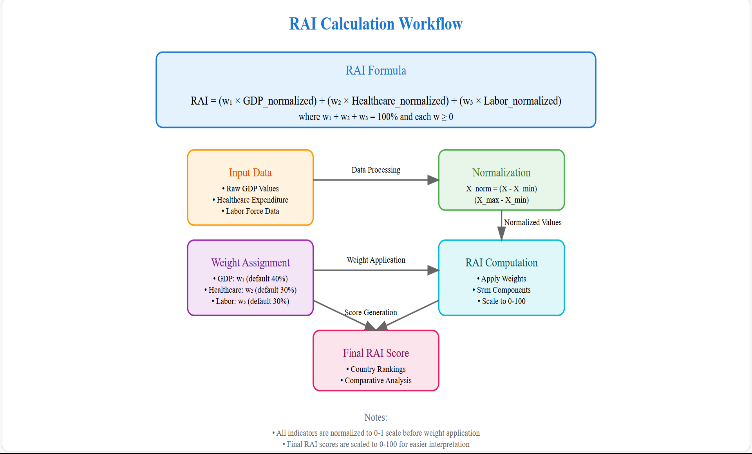 RAI Calculation Workflow
RAI Formula
RAI = (w₁ × GDP_normalized) + (w₂ × Healthcare_normalized) + (w₃ × Labor_normalized)
where w₁ + w₂ + w₃ = 100% and each w ≥ 0
Input Data
• Raw GDP Values
• Healthcare Expenditure
• Labor Force Data
Data Processing
Normalization
X_norm = (X - X_min)
(X_max - X_min)
Normalized Values
Weight Assignment
• GDP: w₁ (default 40%)
• Healthcare: w₂ (default 30%)
• Labor: w₃ (default 30%)
Weight Application
RAI Computation
• Apply Weights
• Sum Components
• Scale to 0-100
Score Generation
Final RAI Score
• Country Rankings
• Comparative Analysis
Notes:
• All indicators are normalized to 0-1 scale before weight application
• Final RAI scores are scaled to 0-100 for easier interpretation